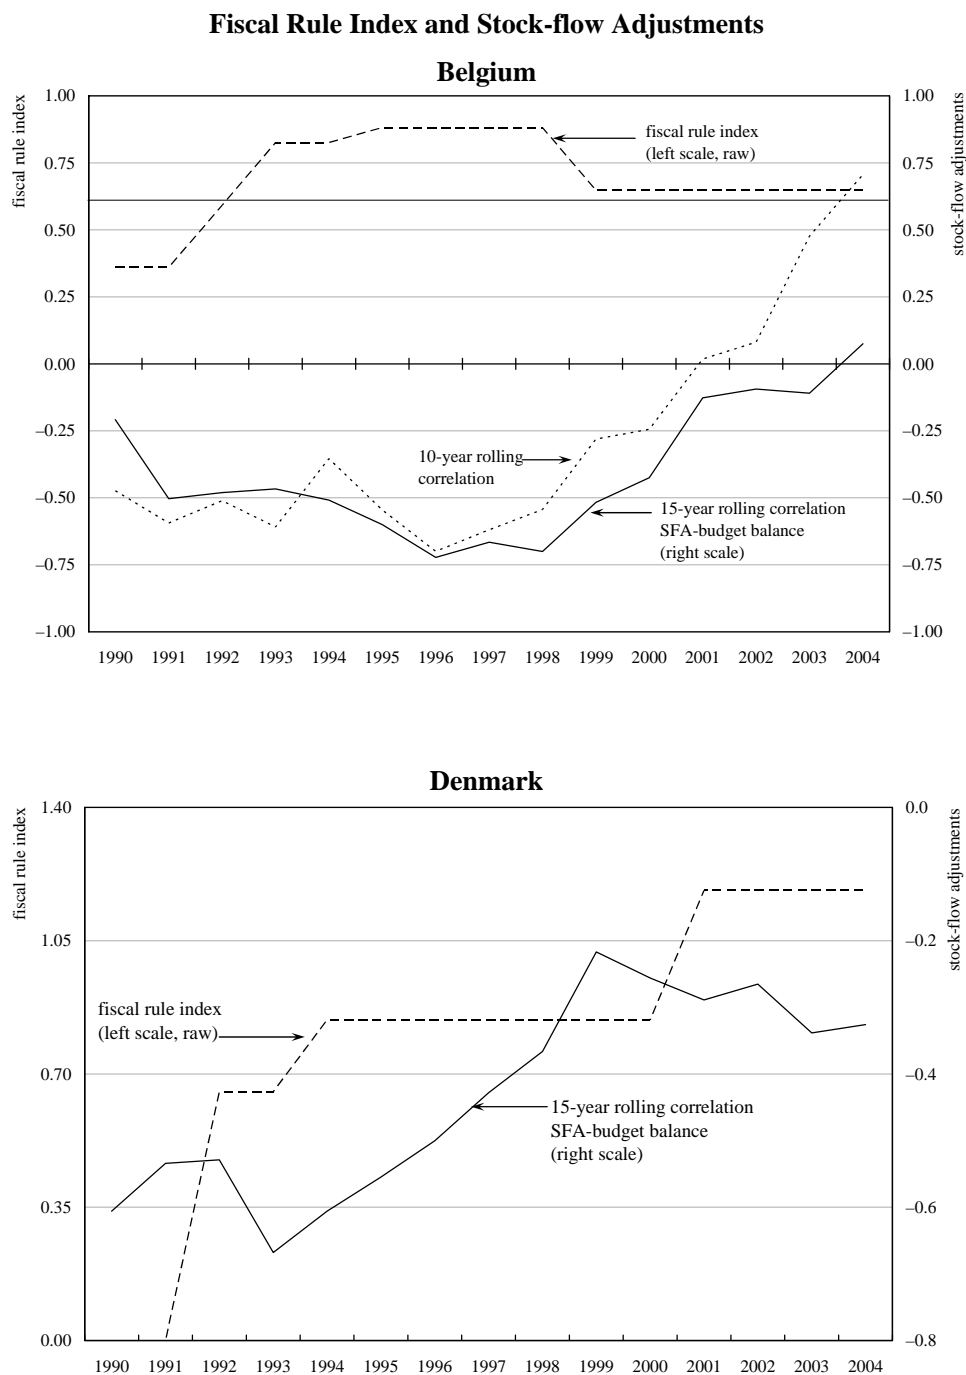 Fiscal Rule Index and Stock-flow Adjustments
Belgium
fiscal rule index
stock-flow adjustments
1.00
0.75
0.50
0.25
0.00
–0.25
–0.50
–0.75
–1.00
1.00
0.75
0.50
0.25
0.00
–0.25
–0.50
–0.75
–1.00
fiscal rule index
(left scale, raw)
10-year rolling
correlation
15-year rolling correlation
SFA-budget balance
(right scale)
1990 1991 1992 1993 1994 1995 1996 1997 1998 1999 2000 2001 2002 2003 2004
Denmark
fiscal rule index
stock-flow adjustments
1.40
1.05
0.70
0.35
0.00
0.0
–0.2
–0.4
–0.6
–0.8
fiscal rule index
(left scale, raw)
15-year rolling correlation
SFA-budget balance
(right scale)
1990 1991 1992 1993 1994 1995 1996 1997 1998 1999 2000 2001 2002 2003 2004